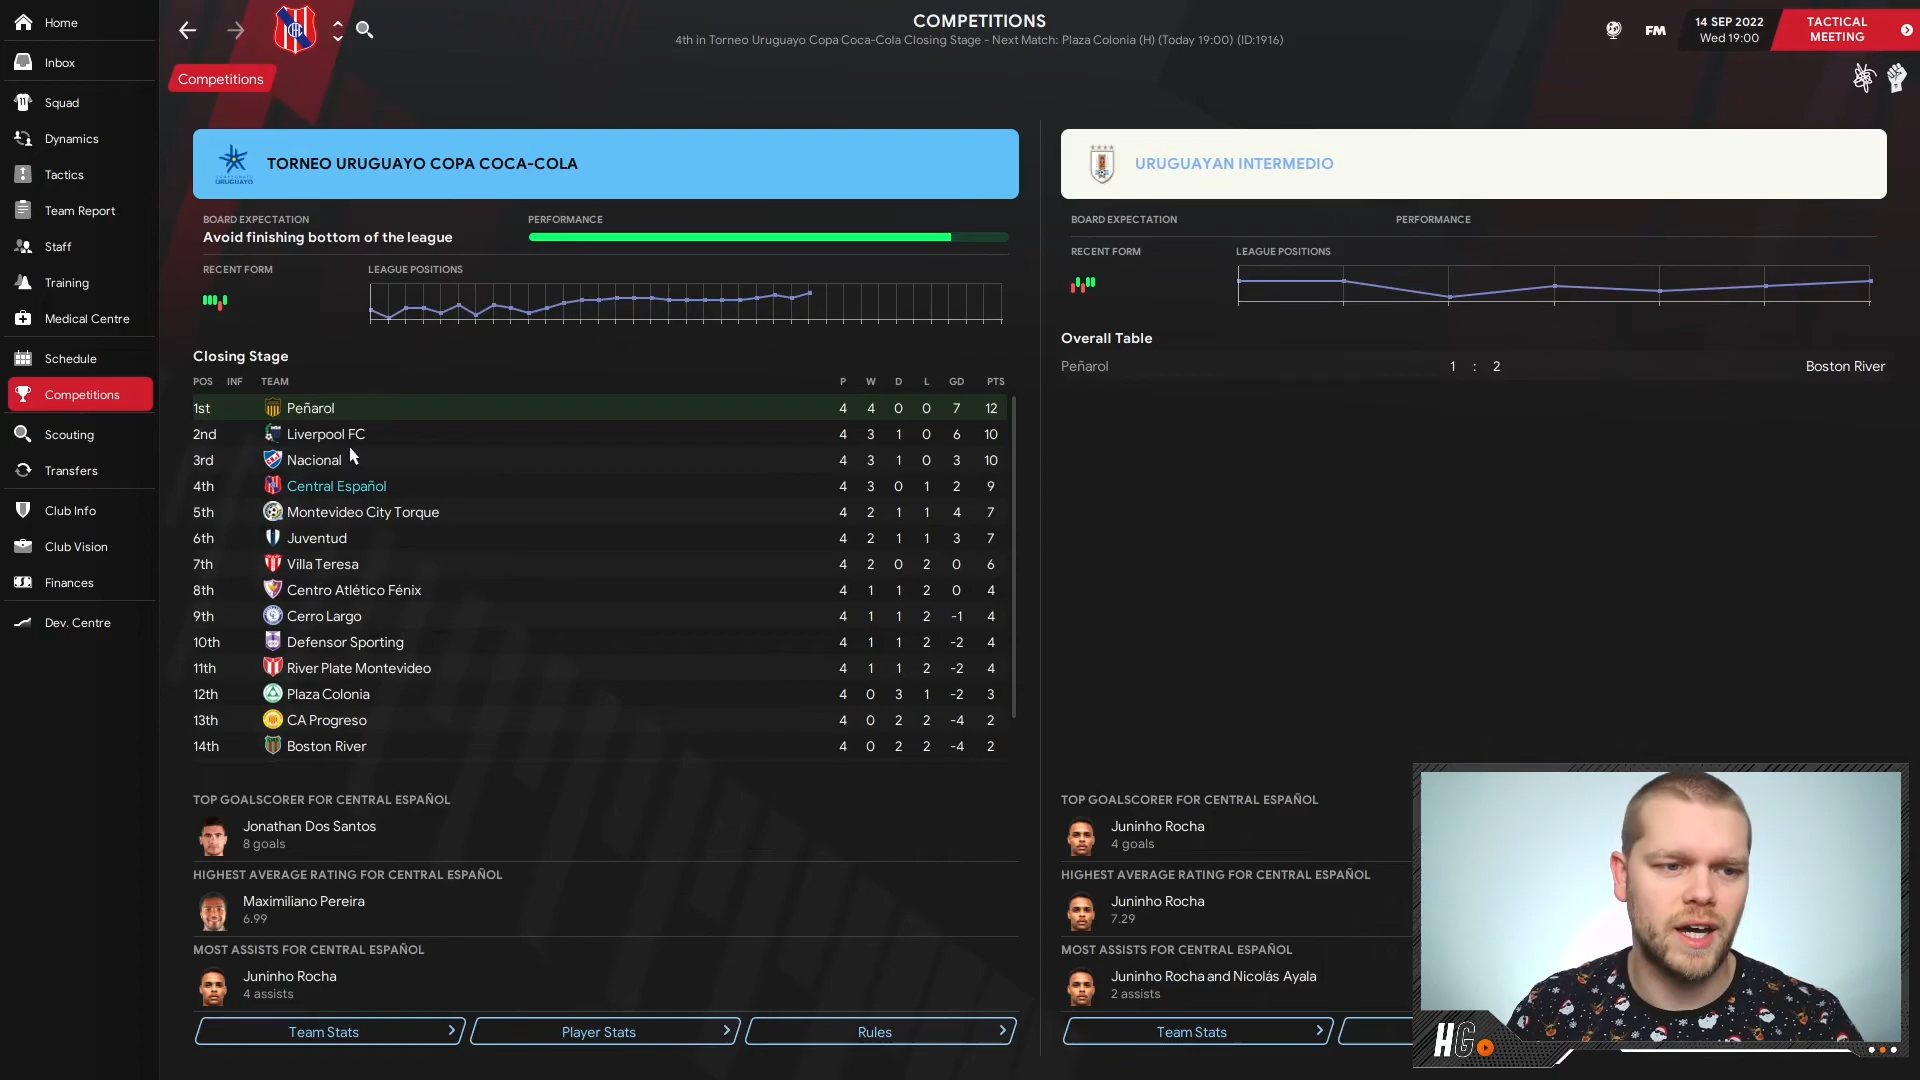 Home
Inbox
Squad
Dynamics
Tactics
Team Report
Staff
Training
Medical Centre
Schedule
Competitions
Scouting
Transfers
Club Info
Club Vision
Finances
Dev. Centre
COMPETITIONS
4th in Torneo Uruguayo Copa Coca-Cola Closing Stage - Next Match: Plaza Colonia (H) (Today 19:00) (ID:1916)
FM
14 SEP 2022
Wed 19:00
TACTICAL
MEETING
Competitions
TORNEO URUGUAYO COPA COCA-COLA
BOARD EXPECTATION PERFORMANCE
Avoid finishing bottom of the league
RECENT FORM LEAGUE POSITIONS
Closing Stage
POS INF TEAM P W D L GD PTS
1st Peñarol 4 4 0 0 7 12
2nd Liverpool FC 4 3 1 0 6 10
3rd Nacional 4 3 1 0 3 10
4th Central Español 4 3 0 1 2 9
5th Montevideo City Torque 4 2 1 1 4 7
6th Juventud 4 2 1 1 3 7
7th Villa Teresa 4 2 0 2 0 6
8th Centro Atlético Fénix 4 1 1 2 0 4
9th Cerro Largo 4 1 1 2 -1 4
10th Defensor Sporting 4 1 1 2 -2 4
11th River Plate Montevideo 4 1 1 2 -2 4
12th Plaza Colonia 4 0 3 1 -2 3
13th CA Progreso 4 0 2 2 -4 2
14th Boston River 4 0 2 2 -4 2
TOP GOALSCORER FOR CENTRAL ESPAÑOL
Jonathan Dos Santos
8 goals
HIGHEST AVERAGE RATING FOR CENTRAL ESPAÑOL
Maximiliano Pereira
6.99
MOST ASSISTS FOR CENTRAL ESPAÑOL
Juninho Rocha
4 assists
Team Stats Player Stats Rules
URUGUAYAN INTERMEDIO
BOARD EXPECTATION PERFORMANCE
RECENT FORM LEAGUE POSITIONS
Overall Table
Peñarol 1 : 2 Boston River
TOP GOALSCORER FOR CENTRAL ESPAÑOL
Juninho Rocha
4 goals
HIGHEST AVERAGE RATING FOR CENTRAL ESPAÑOL
Juninho Rocha
7.29
MOST ASSISTS FOR CENTRAL ESPAÑOL
Juninho Rocha and Nicolás Ayala
2 assists
Team Stats
HG